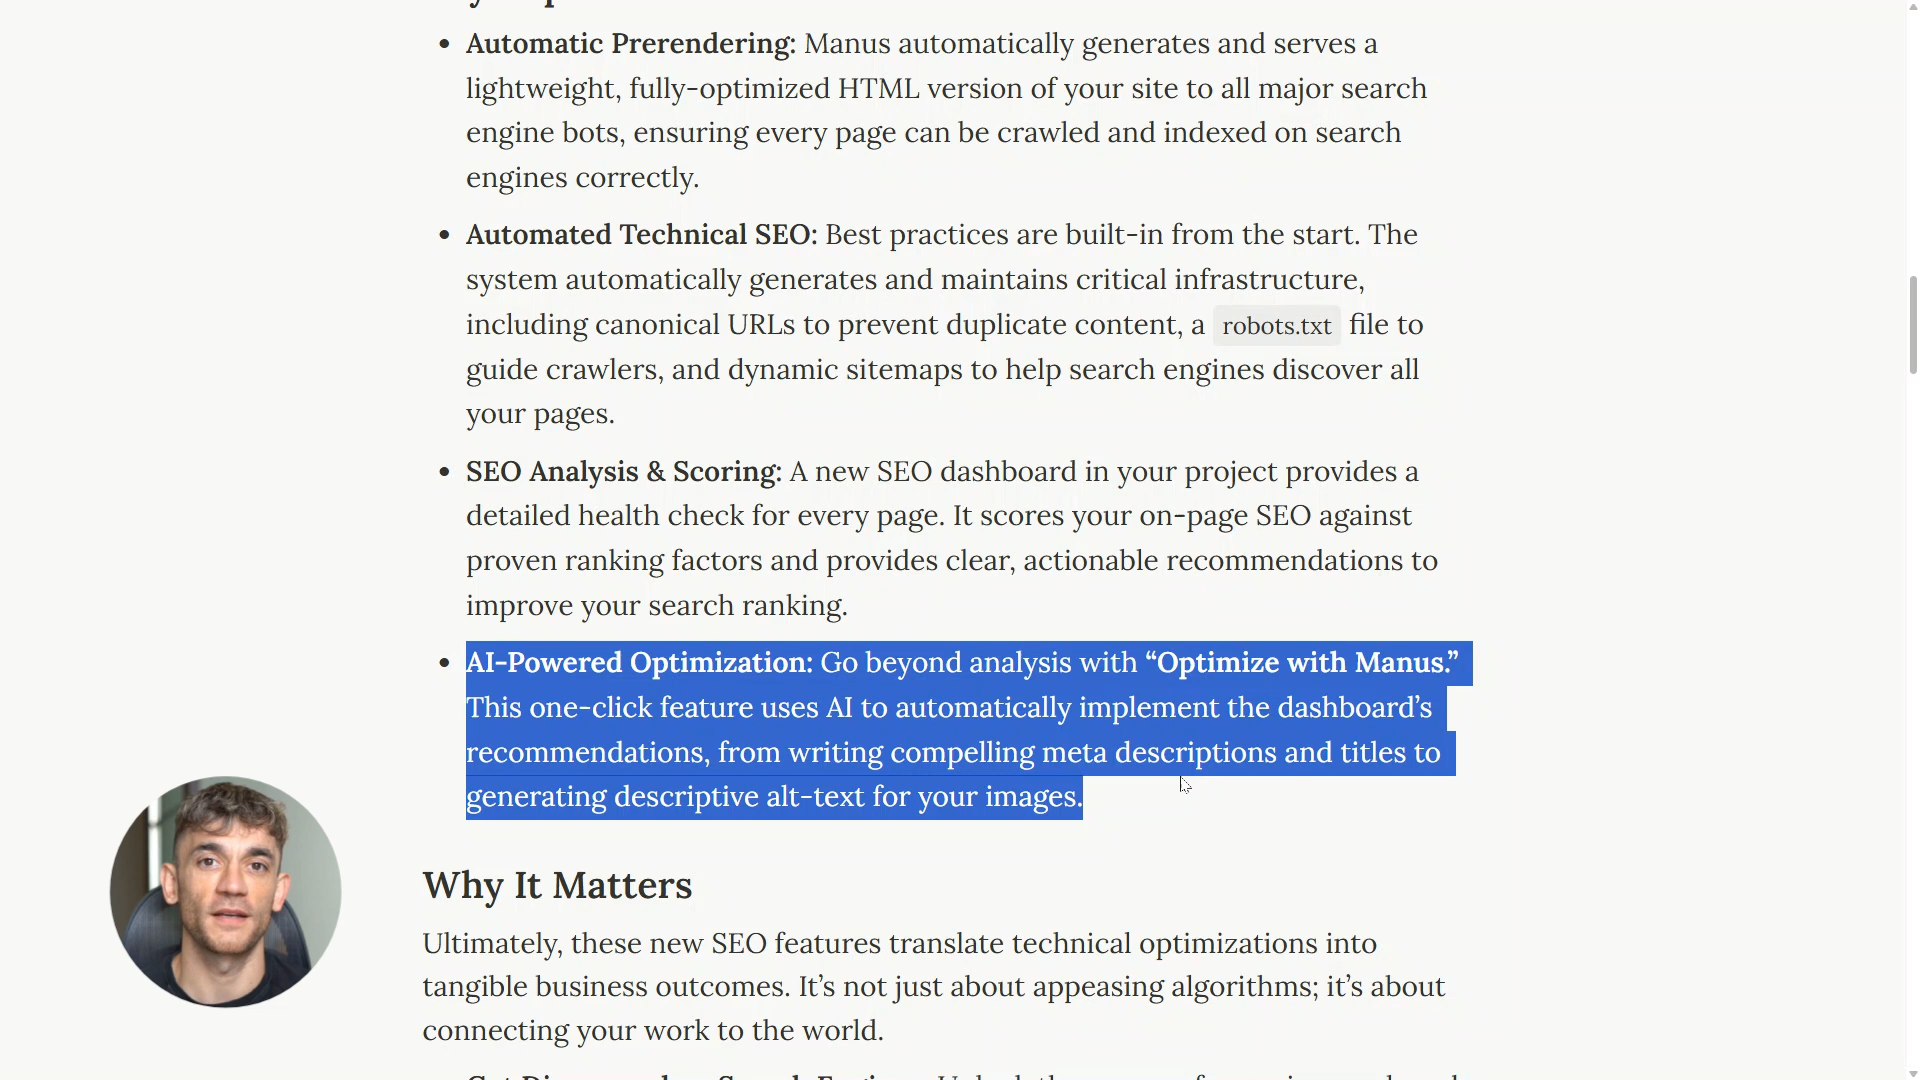 Automatic Prerendering: Manus automatically generates and serves a
lightweight, fully-optimized HTML version of your site to all major search
engine bots, ensuring every page can be crawled and indexed on search
engines correctly.
Automated Technical SEO: Best practices are built-in from the start. The
system automatically generates and maintains critical infrastructure,
including canonical URLs to prevent duplicate content, a robots.txt file to
guide crawlers, and dynamic sitemaps to help search engines discover all
your pages.
SEO Analysis & Scoring: A new SEO dashboard in your project provides a
detailed health check for every page. It scores your on-page SEO against
proven ranking factors and provides clear, actionable recommendations to
improve your search ranking.
AI-Powered Optimization: Go beyond analysis with “Optimize with Manus.”
This one-click feature uses AI to automatically implement the dashboard’s
recommendations, from writing compelling meta descriptions and titles to
generating descriptive alt-text for your images.
Why It Matters
Ultimately, these new SEO features translate technical optimizations into
tangible business outcomes. It’s not just about appeasing algorithms; it’s about
connecting your work to the world.